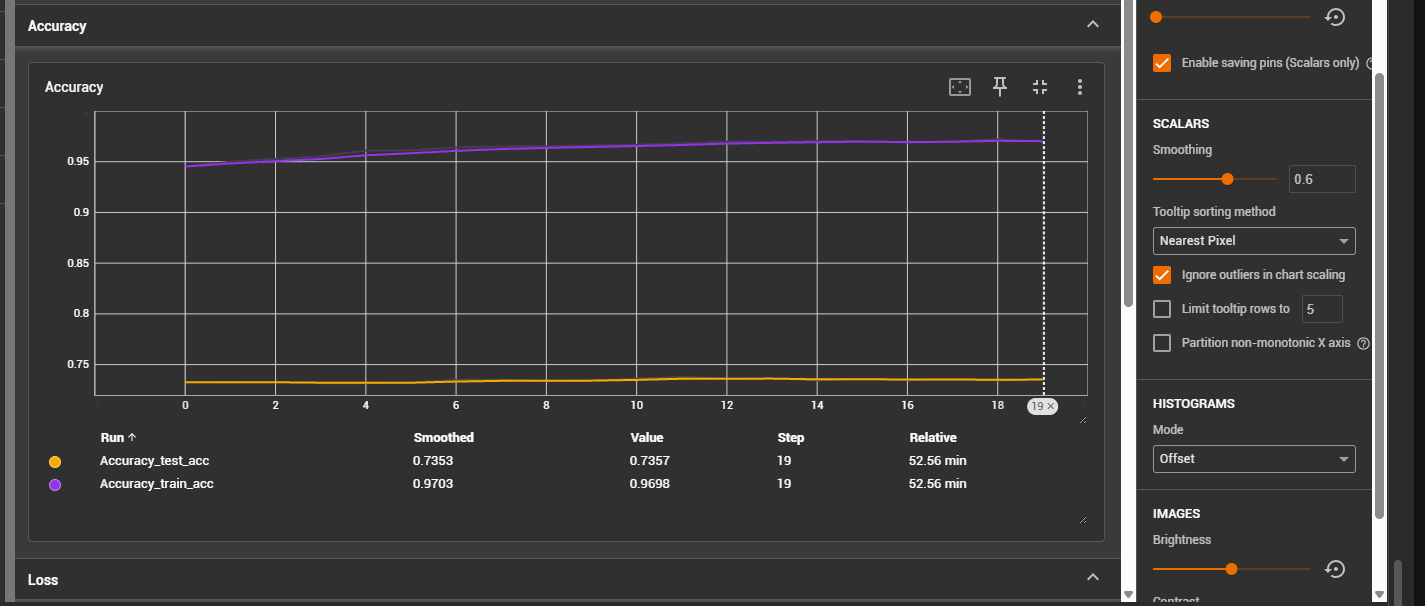 Accuracy
Accuracy
0.95
0.9
0.85
0.8
0.75
0 2 4 6 8 10 12 14 16 18 19 ×
Run ↑ Smoothed Value Step Relative
Accuracy_test_acc 0.7353 0.7357 19 52.56 min
Accuracy_train_acc 0.9703 0.9698 19 52.56 min
Loss
Enable saving pins (Scalars only)
SCALARS
Smoothing
0.6
Tooltip sorting method
Nearest Pixel
Ignore outliers in chart scaling
Limit tooltip rows to 5
Partition non-monotonic X axis ?
HISTOGRAMS
Mode
Offset
IMAGES
Brightness
Contrast